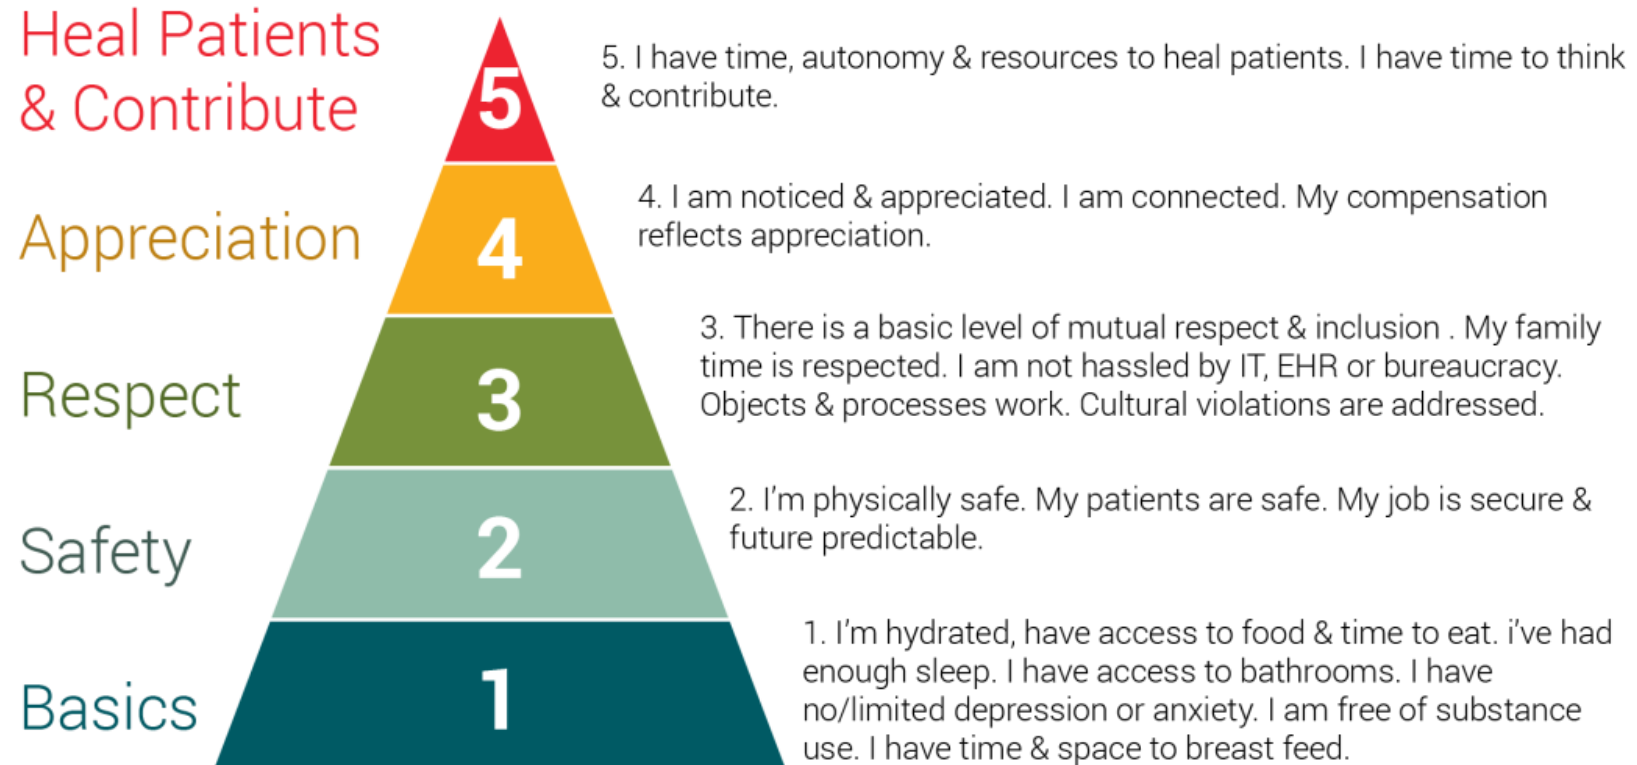 Heal Patients
& Contribute
5
5. I have time, autonomy & resources to heal patients. I have time to think
& contribute.
Appreciation
4
4. I am noticed & appreciated. I am connected. My compensation
reflects appreciation.
Respect
3
3. There is a basic level of mutual respect & inclusion . My family
time is respected. I am not hassled by IT, EHR or bureaucracy.
Objects & processes work. Cultural violations are addressed.
Safety
2
2. I’m physically safe. My patients are safe. My job is secure &
future predictable.
Basics
1
1. I’m hydrated, have access to food & time to eat. i’ve had
enough sleep. I have access to bathrooms. I have
no/limited depression or anxiety. I am free of substance
use. I have time & space to breast feed.